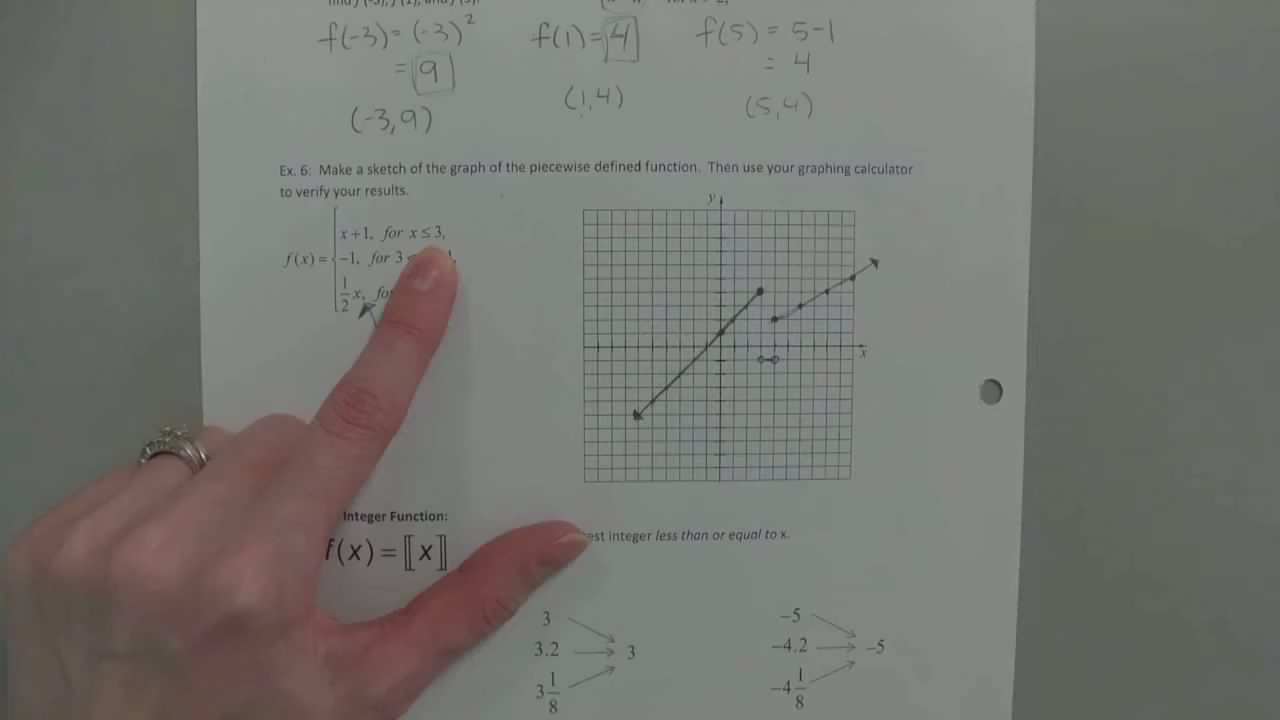 f(-3) = (-3)² f(1) = 4 f(5) = 5-1
= 9 = 4
(-3,9) (1,4) (5,4)
Ex. 6: Make a sketch of the graph of the piecewise defined function. Then use your graphing calculator
to verify your results.
y
x+1, for x ≤ 3,
f(x) = -1, for 3
1/2 x, for
x
Integer Function:
integer less than or equal to x.
f(x) = ⟦x⟧
3 -5
3.2 3 -4.2 -5
3 1/8 -4 1/8